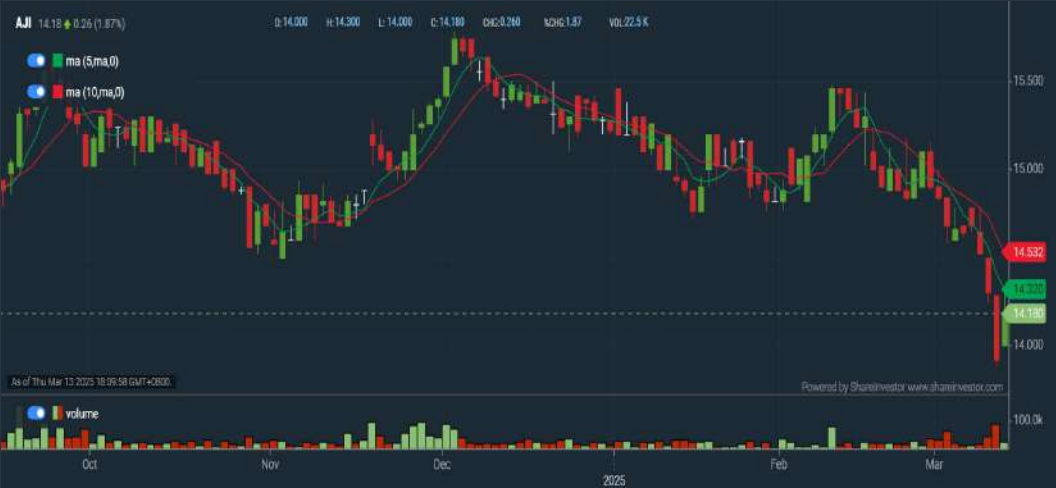 AJI 14.18 0.26 (1.87%) O:14.000 H:14.300 L:14.000 C:14.180 CHG:0.260 %CHG:1.87 VOL:22.5 K
ma (5,ma,0)
ma (10,ma,0)
15.500
15.000
14.532
14.320
14.180
14.000
As of Thu Mar 13 2025 18:09:58 GMT+0800.
Powered by ShareInvestor www.shareinvestor.com
volume
100.0k
Oct Nov Dec Feb Mar
2025